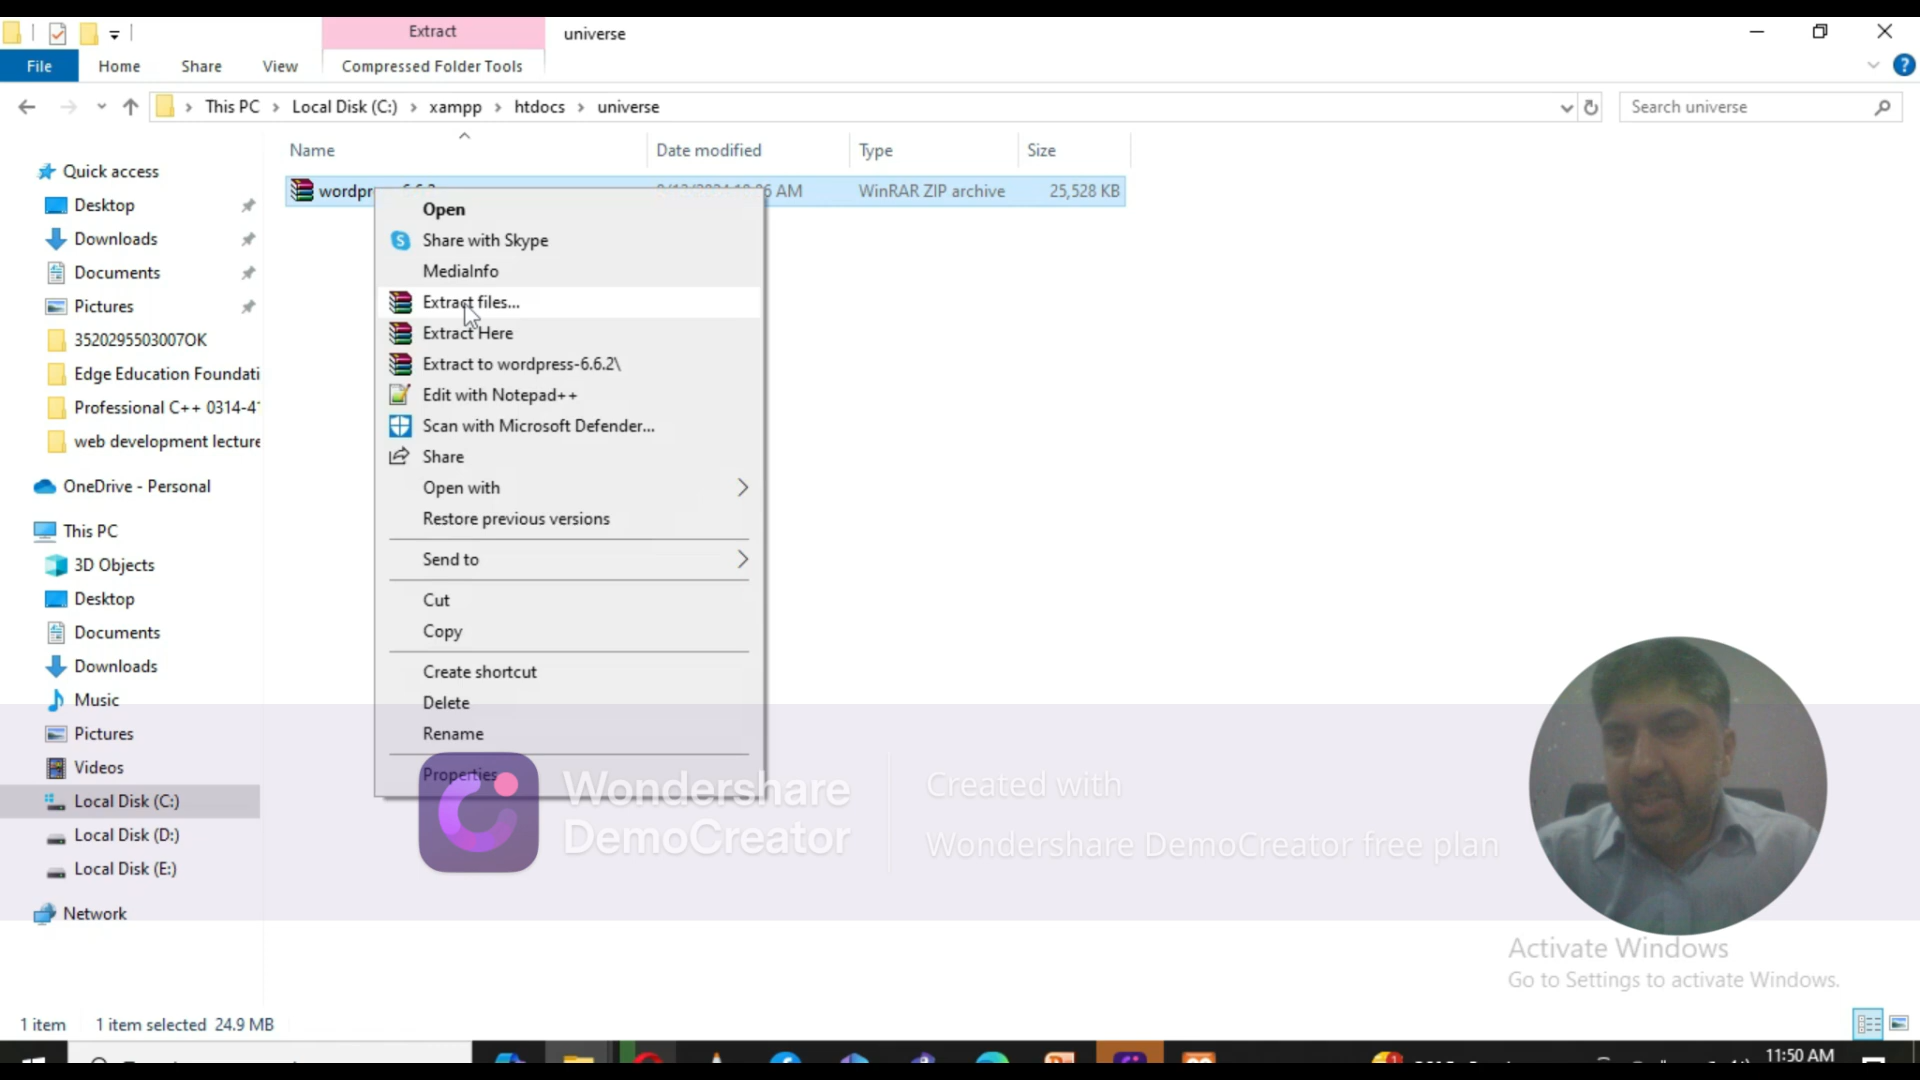 Extract
universe
File
Home
Share
View
Compressed Folder Tools
This PC
Local Disk (C:)
xampp
htdocs
universe
Search universe
Name
Date modified
Type
Size
AM
WinRAR ZIP archive
25,528 KB
Quick access
Desktop
Downloads
Documents
Pictures
3520295503007OK
Edge Education Foundati
Professional C++ 0314-4
web development lecture
OneDrive - Personal
This PC
3D Objects
Desktop
Documents
Downloads
Music
Pictures
Videos
Local Disk (C:)
Local Disk (D:)
Local Disk (E:)
Network
Open
Share with Skype
MediaInfo
Extract files...
Extract Here
Extract to wordpress-6.6.2\
Edit with Notepad++
Scan with Microsoft Defender...
Share
Open with
Restore previous versions
Send to
Cut
Copy
Create shortcut
Delete
Rename
Properties
Wondershare
DemoCreator
Created with
Wondershare DemoCreator free plan
Activate Windows
Go to Settings to activate Windows.
1 item
1 item selected 24.9 MB
11:50 AM